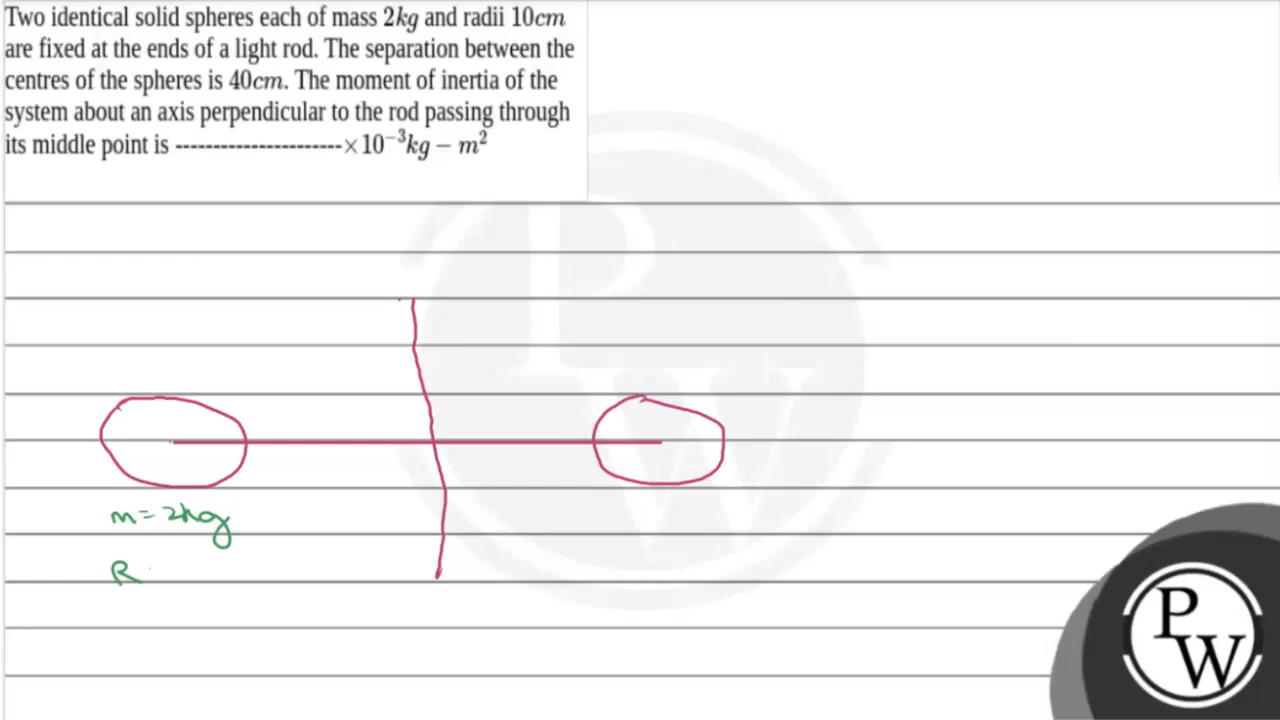 Two identical solid spheres each of mass 2kg and radii 10cm
are fixed at the ends of a light rod. The separation between the
centres of the spheres is 40cm. The moment of inertia of the
system about an axis perpendicular to the rod passing through
its middle point is ----------------------×10⁻³kg − m²
m = 2kg
R
P
W
P
W